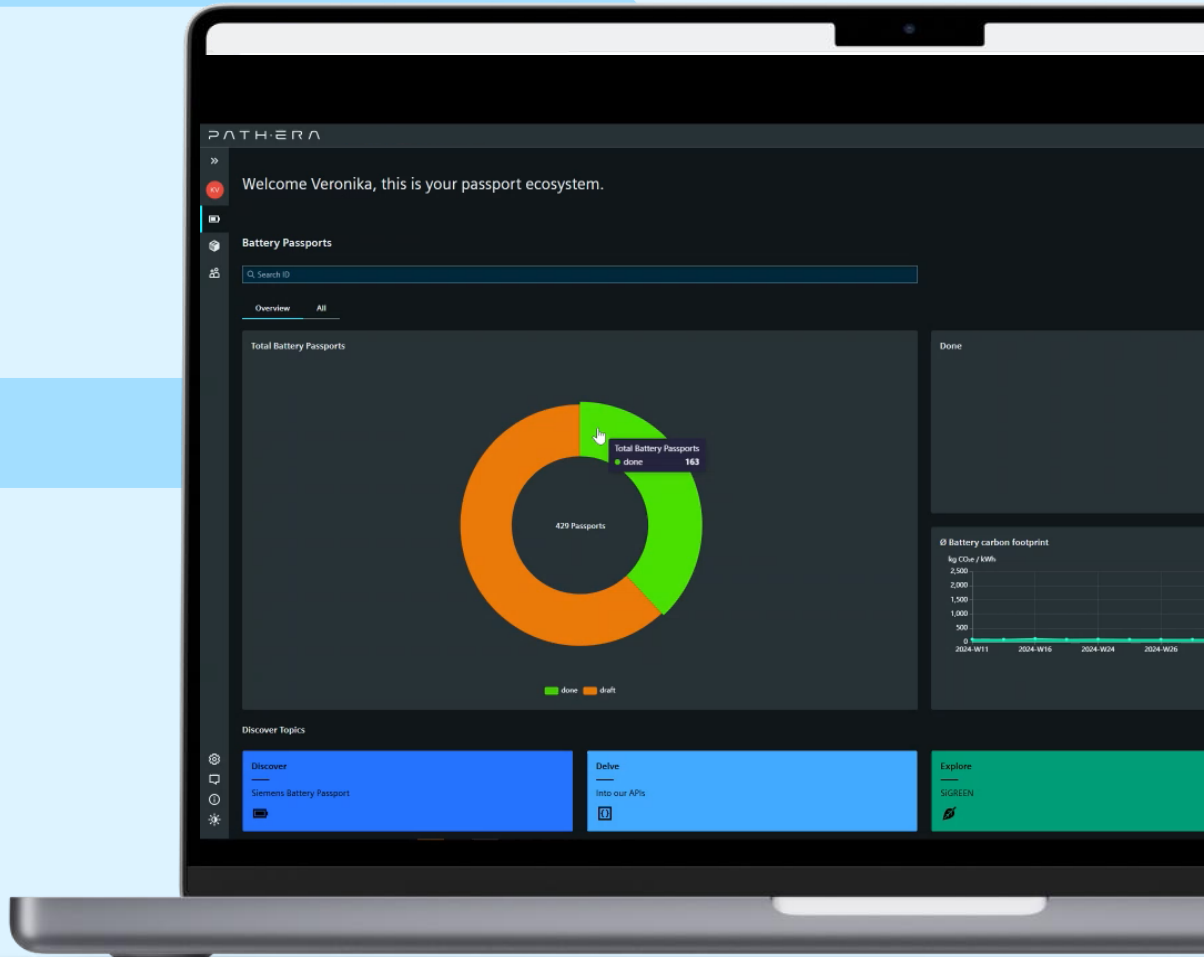 PATH·ERA
KV
Welcome Veronika, this is your passport ecosystem.
Battery Passports
Search ID
Overview
All
Total Battery Passports
Total Battery Passports
done 163
429 Passports
done
draft
Done
Ø Battery carbon footprint
kg CO₂e / kWh
2,500
2,000
1,500
1,000
500
0
2024-W11
2024-W16
2024-W24
2024-W26
Discover Topics
Discover
Siemens Battery Passport
Delve
Into our APIs
Explore
SiGREEN